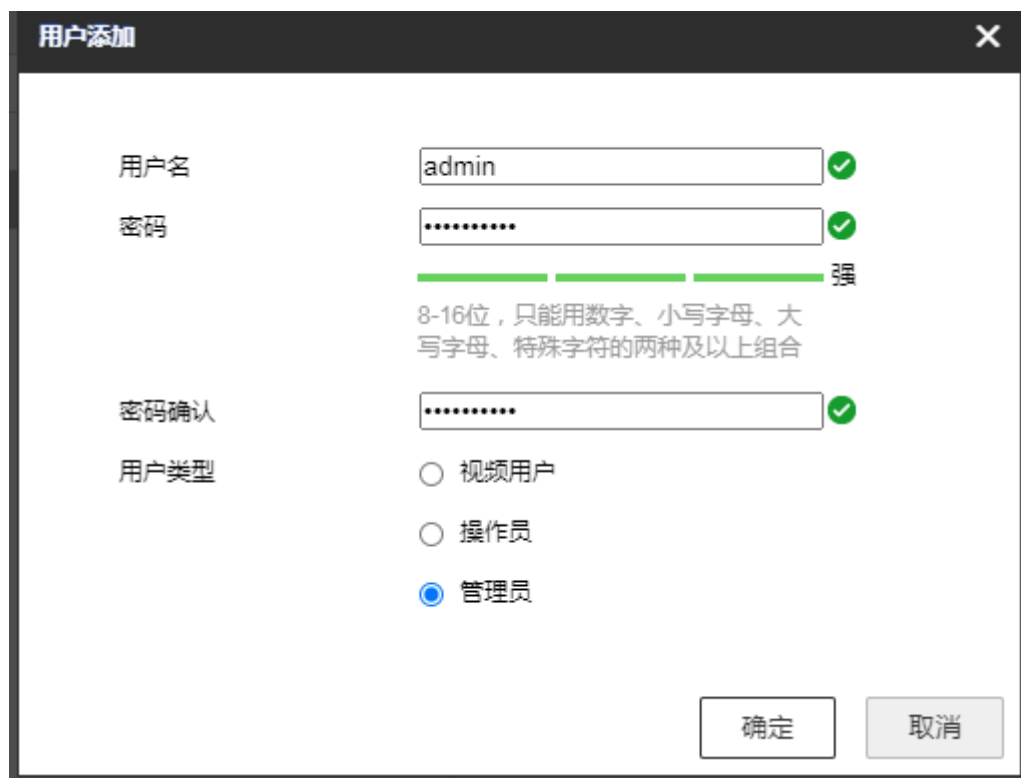 用户添加
用户名
admin
密码
••••••••••
强
8-16位，只能用数字、小写字母、大
写字母、特殊字符的两种及以上组合
密码确认
••••••••••
用户类型
视频用户
操作员
管理员
确定
取消